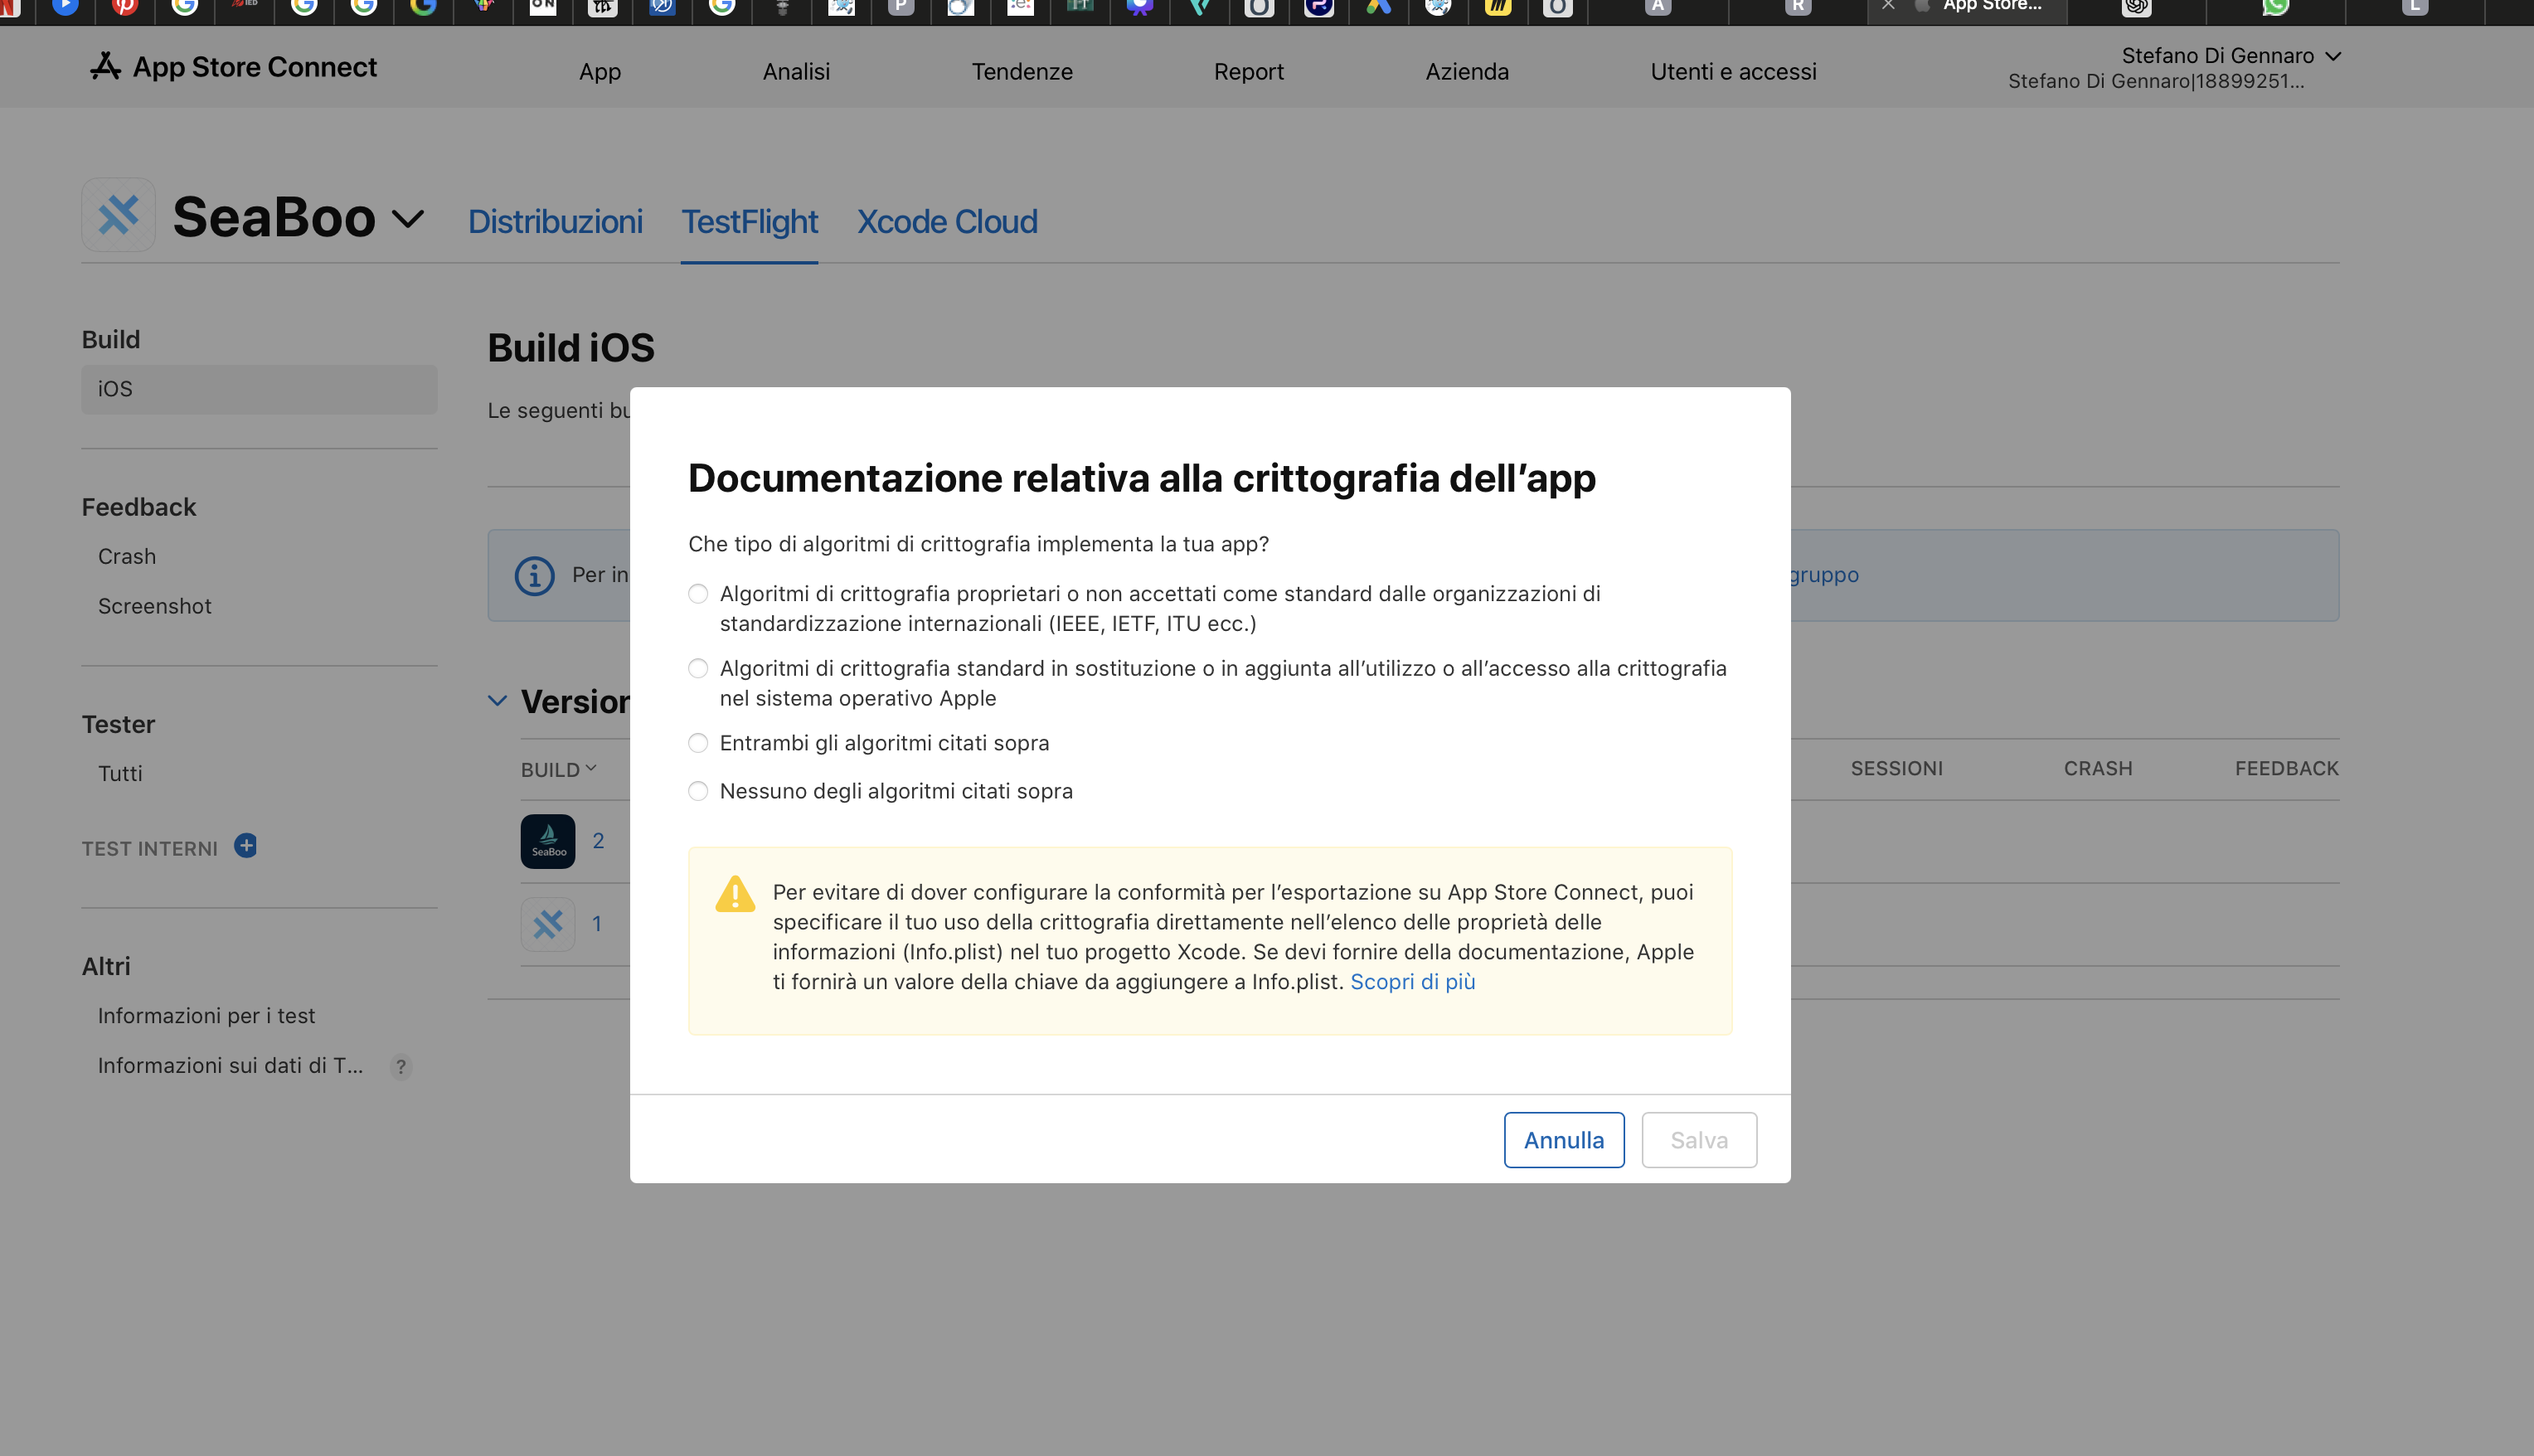 App Store...
App Store Connect
App
Analisi
Tendenze
Report
Azienda
Utenti e accessi
Stefano Di Gennaro
Stefano Di Gennaro|18899251...
SeaBoo
Distribuzioni
TestFlight
Xcode Cloud
Build
iOS
Feedback
Crash
Screenshot
Tester
Tutti
TEST INTERNI
Altri
Informazioni per i test
Informazioni sui dati di T...
?
Build iOS
Le seguenti bu
Per in
gruppo
Version
BUILD
SESSIONI
CRASH
FEEDBACK
SeaBoo
2
1
Documentazione relativa alla crittografia dell’app
Che tipo di algoritmi di crittografia implementa la tua app?
Algoritmi di crittografia proprietari o non accettati come standard dalle organizzazioni di
standardizzazione internazionali (IEEE, IETF, ITU ecc.)
Algoritmi di crittografia standard in sostituzione o in aggiunta all’utilizzo o all’accesso alla crittografia
nel sistema operativo Apple
Entrambi gli algoritmi citati sopra
Nessuno degli algoritmi citati sopra
Per evitare di dover configurare la conformità per l’esportazione su App Store Connect, puoi
specificare il tuo uso della crittografia direttamente nell’elenco delle proprietà delle
informazioni (Info.plist) nel tuo progetto Xcode. Se devi fornire della documentazione, Apple
ti fornirà un valore della chiave da aggiungere a Info.plist. Scopri di più
Annulla
Salva